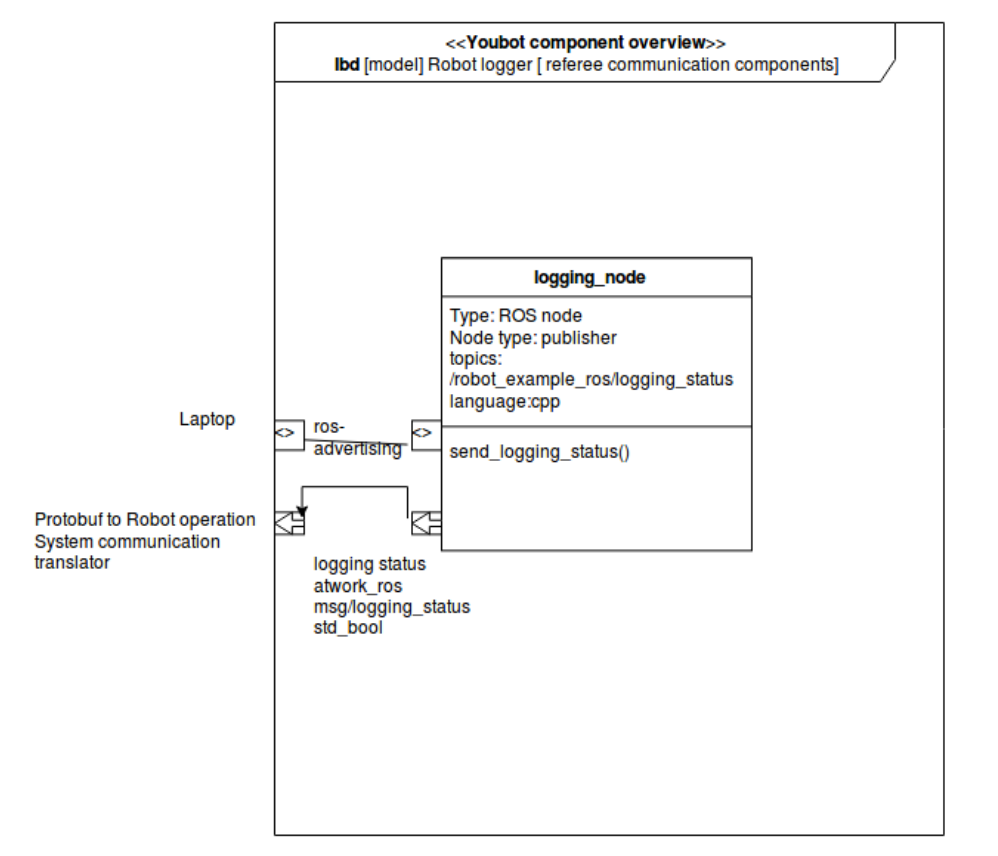 <<Youbot component overview>>
Ibd [model] Robot logger [ referee communication components]
logging_node
Type: ROS node
Node type: publisher
topics:
/robot_example_ros/logging_status
language:cpp
send_logging_status()
Laptop
<>
ros-
advertising
<>
Protobuf to Robot operation
System communication
translator
logging status
atwork_ros
msg/logging_status
std_bool